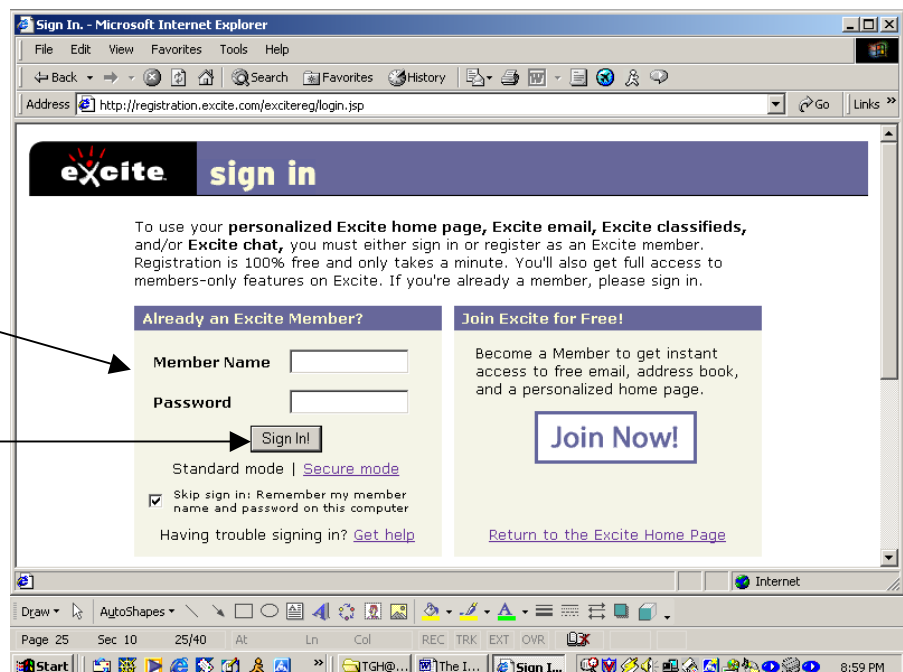 Sign In. - Microsoft Internet Explorer
File Edit View Favorites Tools Help
Back Search Favorites History
Address http://registration.excite.com/excitereg/login.jsp Go Links »
excite. sign in
To use your personalized Excite home page, Excite email, Excite classifieds,
and/or Excite chat, you must either sign in or register as an Excite member.
Registration is 100% free and only takes a minute. You'll also get full access to
members-only features on Excite. If you're already a member, please sign in.
Already an Excite Member?
Member Name
Password
Sign In!
Standard mode | Secure mode
Skip sign in: Remember my member
name and password on this computer
Having trouble signing in? Get help
Join Excite for Free!
Become a Member to get instant
access to free email, address book,
and a personalized home page.
Join Now!
Return to the Excite Home Page
Internet
Draw AutoShapes
Page 25 Sec 10 25/40 At Ln Col REC TRK EXT OVR
Start » TGH@... The I... Sign I... 8:59 PM